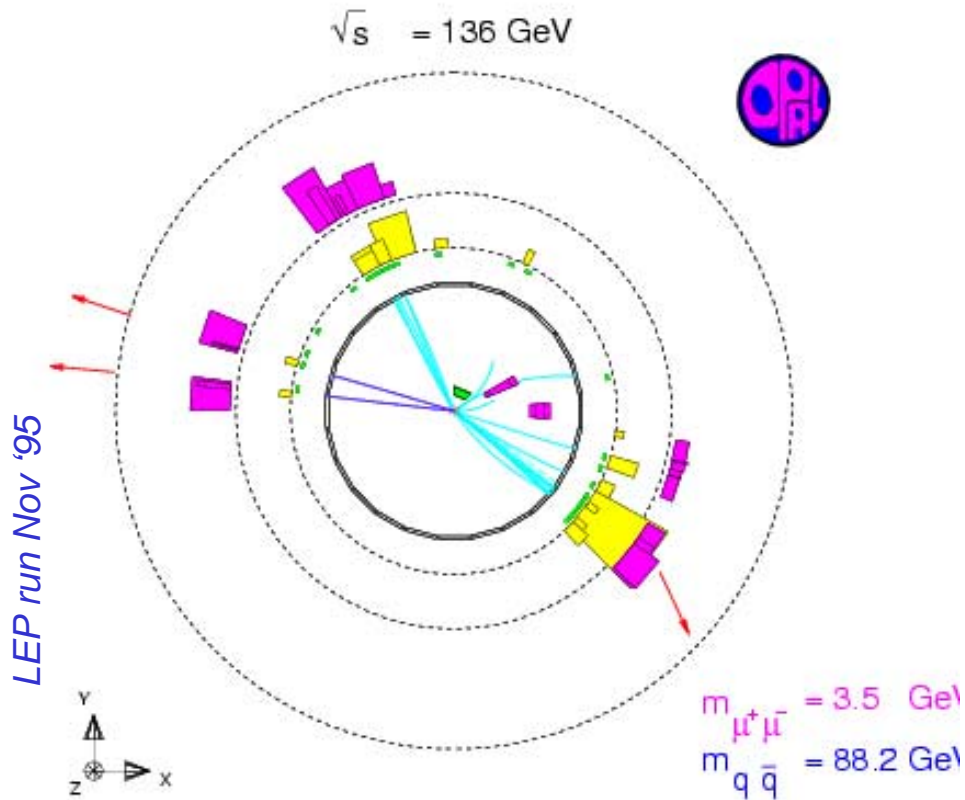 √s = 136 GeV
LEP run Nov '95
Y
Z X
m μ⁺μ⁻ = 3.5 GeV
m q q̄ = 88.2 GeV